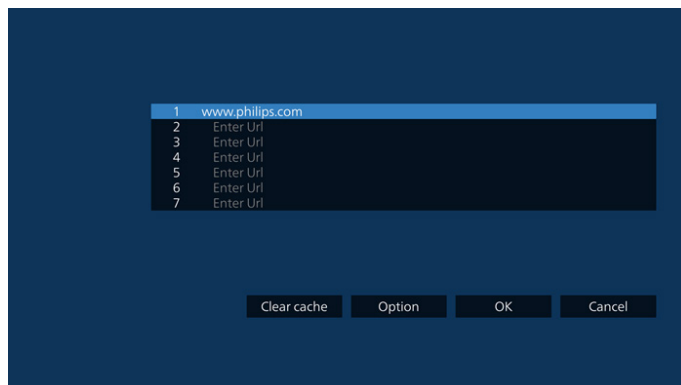 1 www.philips.com
2 Enter Url
3 Enter Url
4 Enter Url
5 Enter Url
6 Enter Url
7 Enter Url
Clear cache Option OK Cancel